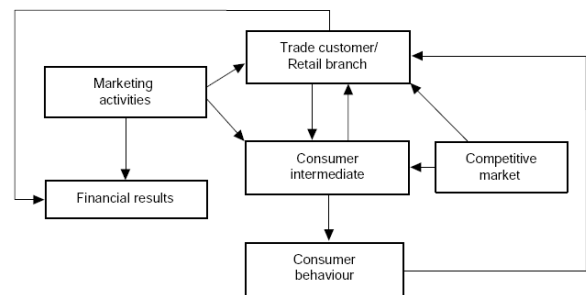 Trade customer/
Retail branch
Marketing
activities
Consumer
intermediate
Competitive
market
Financial results
Consumer
behaviour